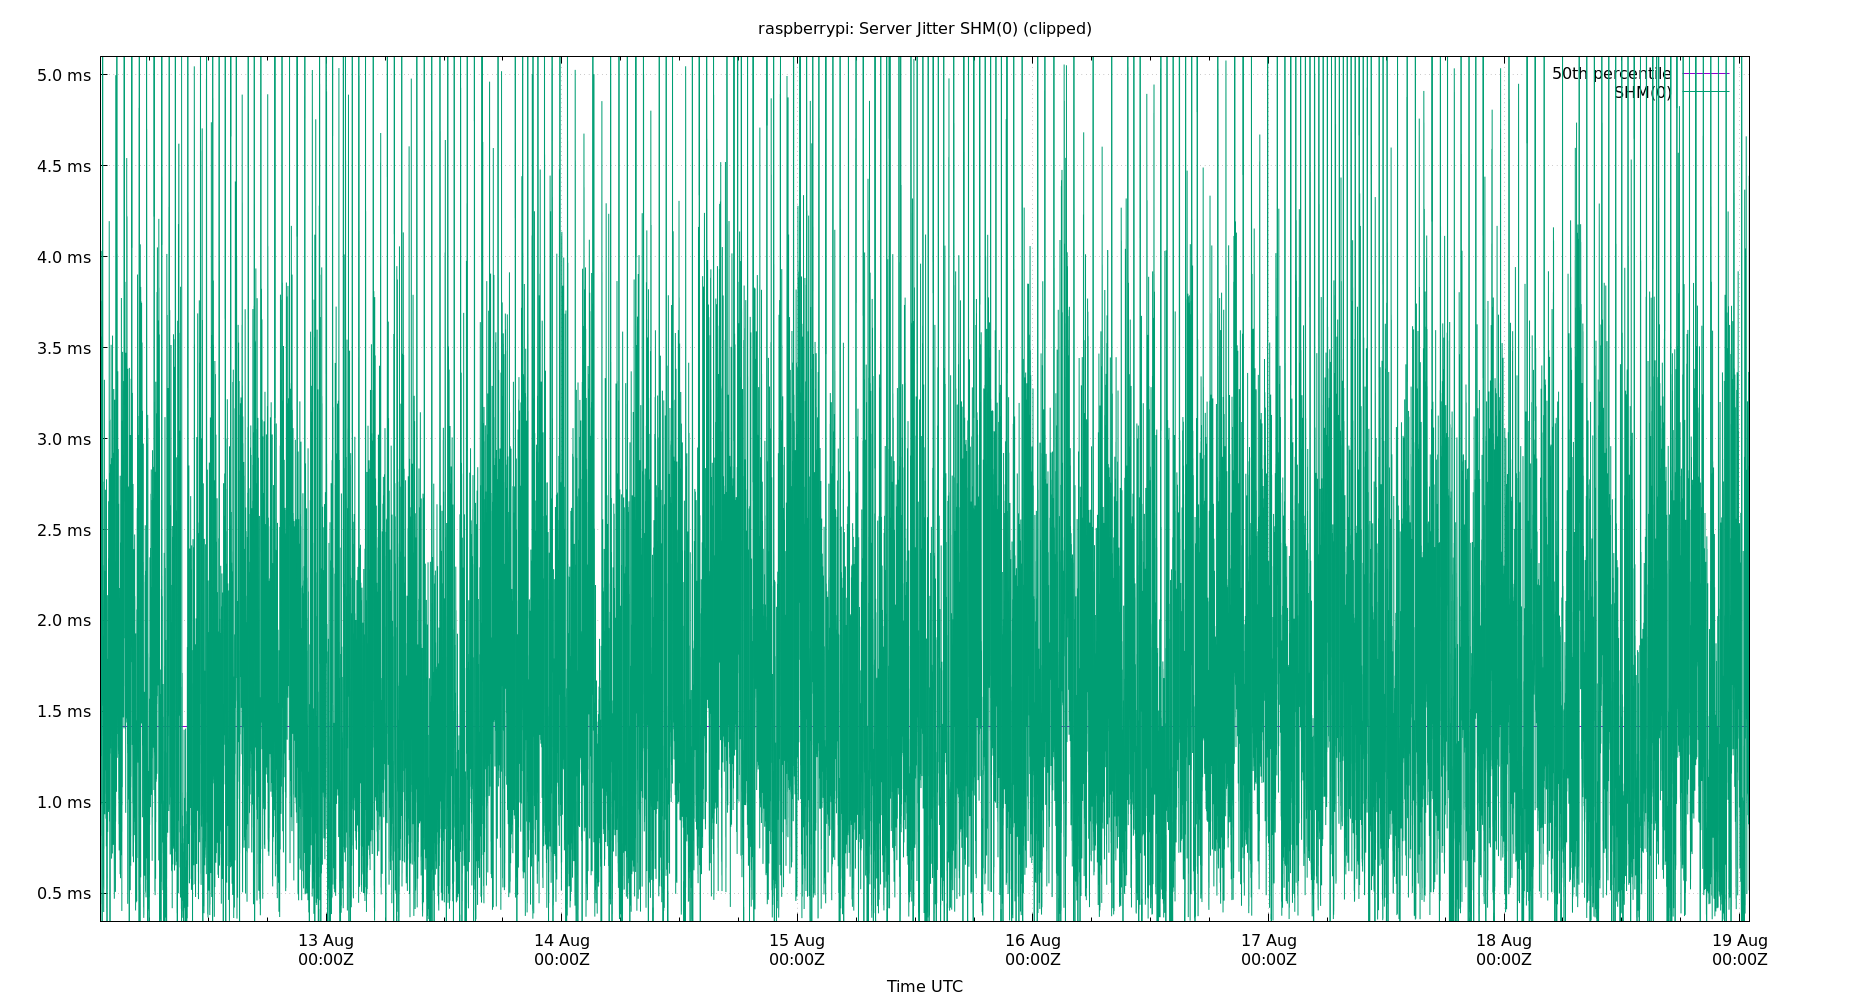 raspberrypi: Server Jitter SHM(0) (clipped)
5.0 ms
50th percentile
SHM(0)
4.5 ms
4.0 ms
3.5 ms
3.0 ms
2.5 ms
2.0 ms
1.5 ms
1.0 ms
0.5 ms
13 Aug 14 Aug 15 Aug 16 Aug 17 Aug 18 Aug 19 Aug
00:00Z 00:00Z 00:00Z 00:00Z 00:00Z 00:00Z 00:00Z
Time UTC